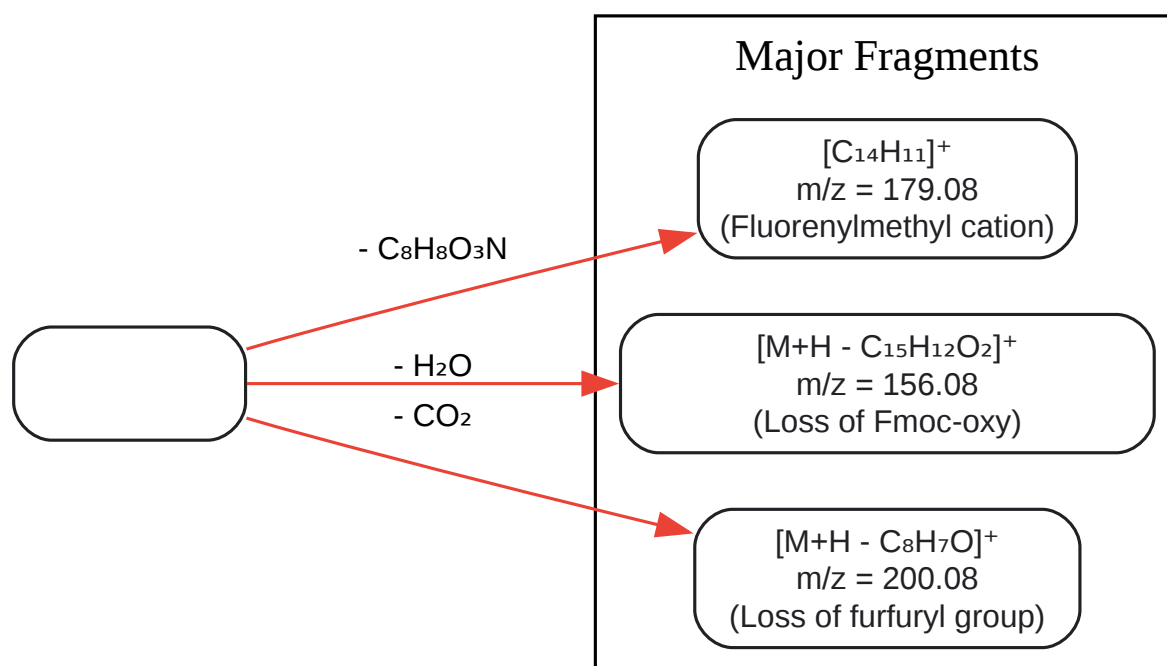 Major Fragments
[C₁₄H₁₁]⁺
m/z = 179.08
(Fluorenylmethyl cation)
- C₈H₈O₃N
[M+H - C₁₅H₁₂O₂]⁺
m/z = 156.08
(Loss of Fmoc-oxy)
- H₂O
- CO₂
[M+H - C₈H₇O]⁺
m/z = 200.08
(Loss of furfuryl group)